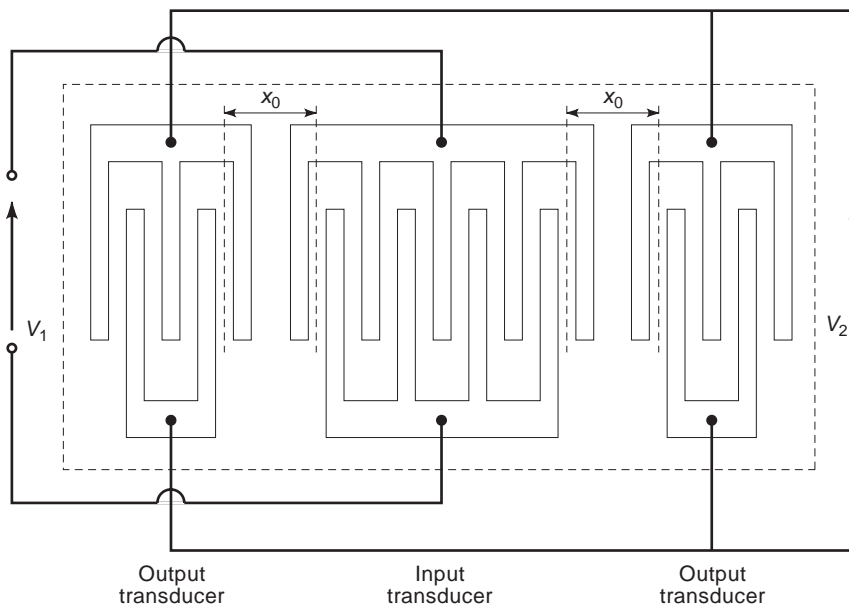 x0
x0
V1
V2
Output
transducer
Input
transducer
Output
transducer